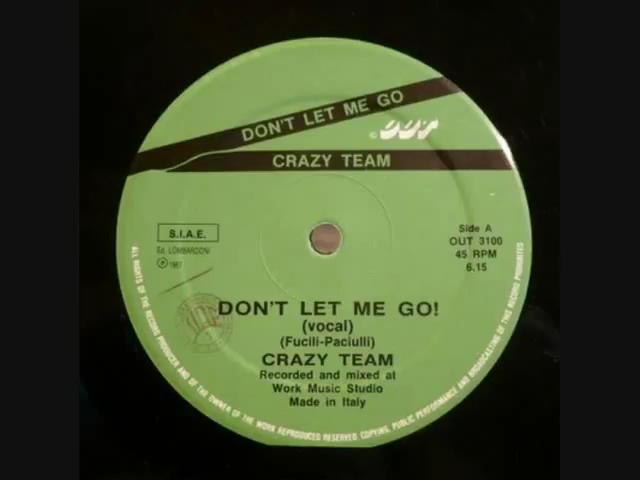 DON'T LET ME GO
© OUT
CRAZY TEAM
S.I.A.E.
Ed. LOMBARDONI
Ⓟ 1987
Side A
OUT 3100
45 RPM
6.15
DON'T LET ME GO!
(vocal)
(Fucili-Paciulli)
CRAZY TEAM
Recorded and mixed at
Work Music Studio
Made in Italy
ALL RIGHTS OF THE RECORD PRODUCER AND OF THE OWNER OF THE WORK REPRODUCED RESERVED. COPYING, PUBLIC PERFORMANCE AND BROADCASTING OF THIS RECORD PROHIBITED